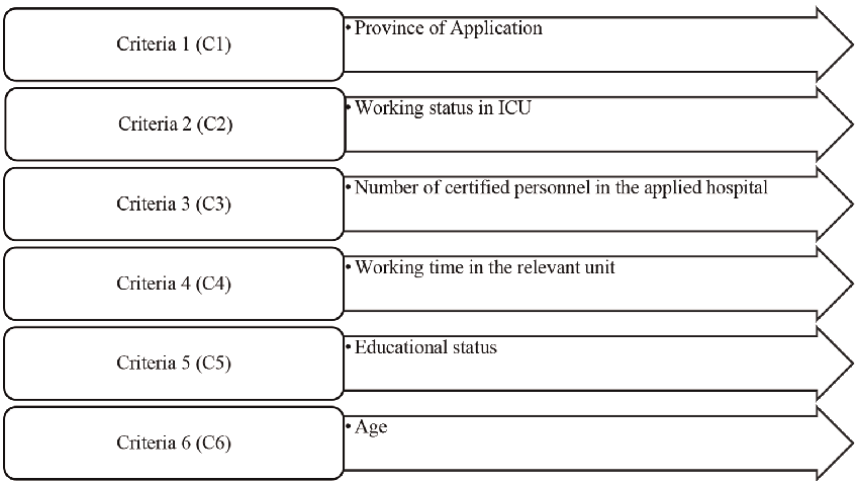 Criteria 1 (C1)
• Province of Application
Criteria 2 (C2)
• Working status in ICU
Criteria 3 (C3)
• Number of certified personnel in the applied hospital
Criteria 4 (C4)
• Working time in the relevant unit
Criteria 5 (C5)
• Educational status
Criteria 6 (C6)
• Age